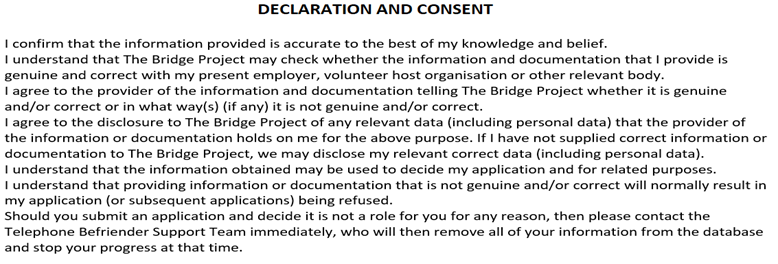 DECLARATION AND CONSENT
I confirm that the information provided is accurate to the best of my knowledge and belief.
I understand that The Bridge Project may check whether the information and documentation that I provide is
genuine and correct with my present employer, volunteer host organisation or other relevant body.
I agree to the provider of the information and documentation telling The Bridge Project whether it is genuine
and/or correct or in what way(s) (if any) it is not genuine and/or correct.
I agree to the disclosure to The Bridge Project of any relevant data (including personal data) that the provider of
the information or documentation holds on me for the above purpose. If I have not supplied correct information or
documentation to The Bridge Project, we may disclose my relevant correct data (including personal data).
I understand that the information obtained may be used to decide my application and for related purposes.
I understand that providing information or documentation that is not genuine and/or correct will normally result in
my application (or subsequent applications) being refused.
Should you submit an application and decide it is not a role for you for any reason, then please contact the
Telephone Befriender Support Team immediately, who will then remove all of your information from the database
and stop your progress at that time.